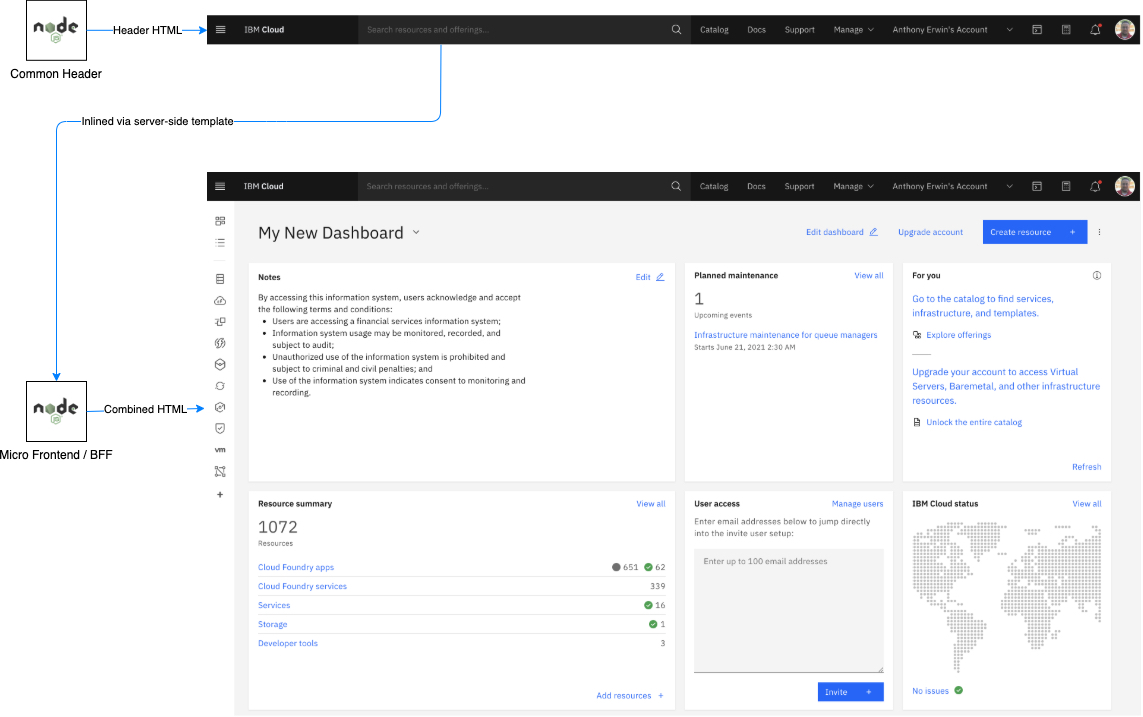 node
JS
Common Header
Header HTML
IBM Cloud
Search resources and offerings...
Catalog
Docs
Support
Manage
Anthony Erwin's Account
Inlined via server-side template
IBM Cloud
Search resources and offerings...
Catalog
Docs
Support
Manage
Anthony Erwin's Account
My New Dashboard
Edit dashboard
Upgrade account
Create resource +
vm
+
Notes
Edit
By accessing this information system, users acknowledge and accept
the following terms and conditions:
• Users are accessing a financial services information system;
• Information system usage may be monitored, recorded, and
subject to audit;
• Unauthorized use of the information system is prohibited and
subject to criminal and civil penalties; and
• Use of the information system indicates consent to monitoring and
recording.
Planned maintenance
View all
1
Upcoming events
Infrastructure maintenance for queue managers
Starts June 21, 2021 2:30 AM
For you
Go to the catalog to find services,
infrastructure, and templates.
Explore offerings
Upgrade your account to access Virtual
Servers, Baremetal, and other infrastructure
resources.
Unlock the entire catalog
Refresh
node
JS
Micro Frontend / BFF
Combined HTML
Resource summary
View all
1072
Resources
Cloud Foundry apps 651 62
Cloud Foundry services 339
Services 16
Storage 1
Developer tools 3
Add resources +
User access
Manage users
Enter email addresses below to jump directly
into the invite user setup:
Enter up to 100 email addresses
Invite +
IBM Cloud status
View all
No issues